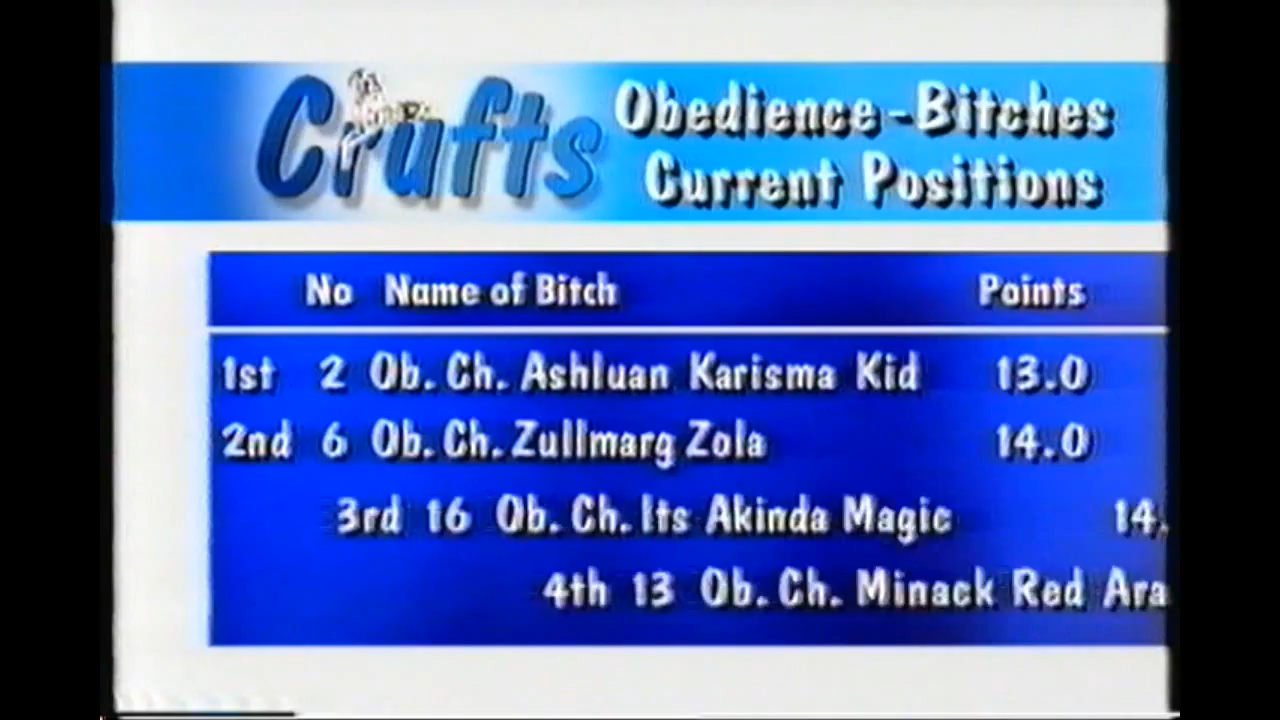 Crufts
Obedience - Bitches
Current Positions
No Name of Bitch Points
1st 2 Ob. Ch. Ashluan Karisma Kid 13.0
2nd 6 Ob. Ch. Zullmarg Zola 14.0
3rd 16 Ob. Ch. Its Akinda Magic 14.
4th 13 Ob. Ch. Minack Red Ara